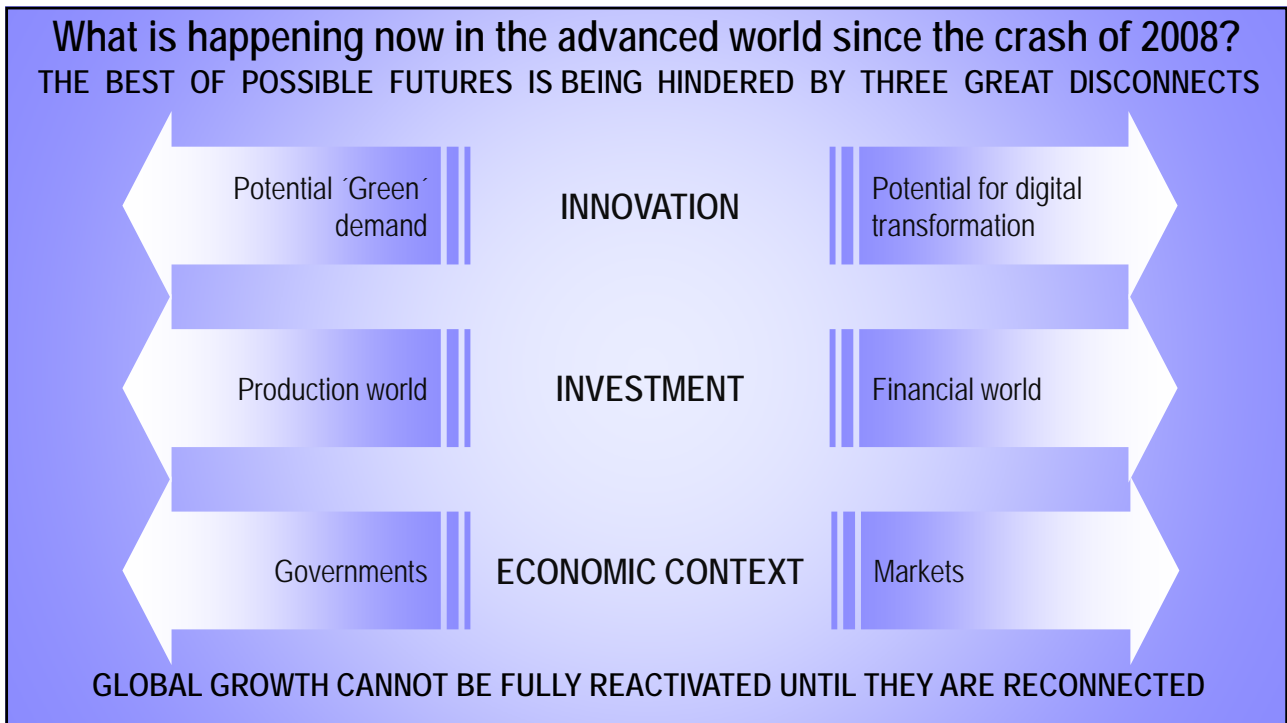 What is happening now in the advanced world since the crash of 2008?
THE BEST OF POSSIBLE FUTURES IS BEING HINDERED BY THREE GREAT DISCONNECTS
Potential ´Green´
demand
INNOVATION
Potential for digital
transformation
Production world
INVESTMENT
Financial world
Governments
ECONOMIC CONTEXT
Markets
GLOBAL GROWTH CANNOT BE FULLY REACTIVATED UNTIL THEY ARE RECONNECTED